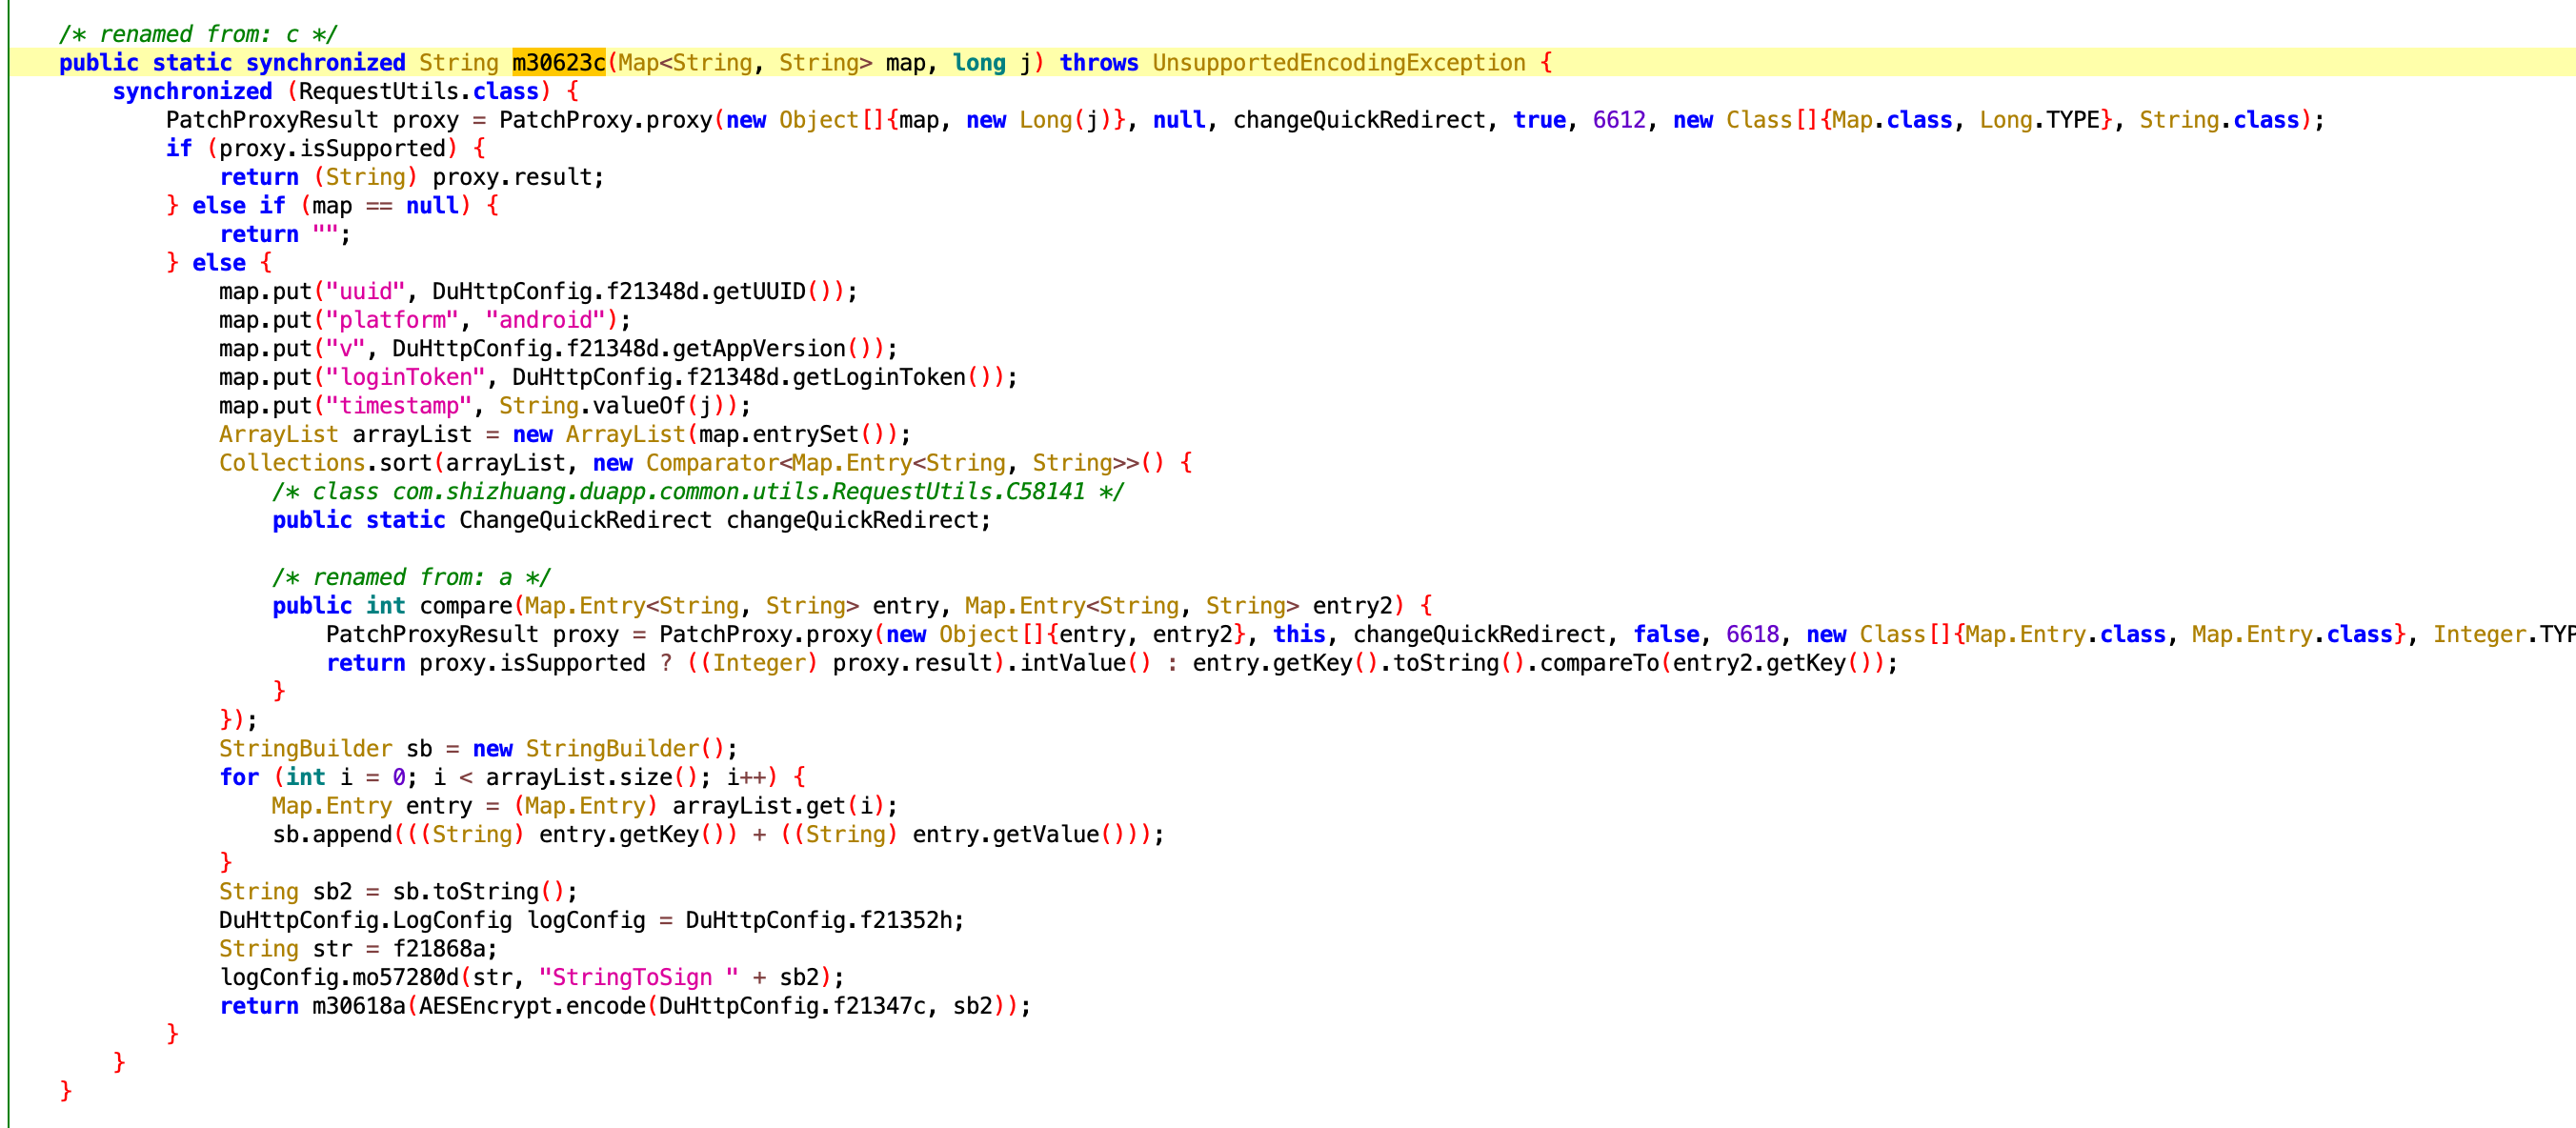 /* renamed from: c */
public static synchronized String m30623c(Map<String, String> map, long j) throws UnsupportedEncodingException {
    synchronized (RequestUtils.class) {
        PatchProxyResult proxy = PatchProxy.proxy(new Object[]{map, new Long(j)}, null, changeQuickRedirect, true, 6612, new Class[]{Map.class, Long.TYPE}, String.class);
        if (proxy.isSupported) {
            return (String) proxy.result;
        } else if (map == null) {
            return "";
        } else {
            map.put("uuid", DuHttpConfig.f21348d.getUUID());
            map.put("platform", "android");
            map.put("v", DuHttpConfig.f21348d.getAppVersion());
            map.put("loginToken", DuHttpConfig.f21348d.getLoginToken());
            map.put("timestamp", String.valueOf(j));
            ArrayList arrayList = new ArrayList(map.entrySet());
            Collections.sort(arrayList, new Comparator<Map.Entry<String, String>>() {
                /* class com.shizhuang.duapp.common.utils.RequestUtils.C58141 */
                public static ChangeQuickRedirect changeQuickRedirect;

                /* renamed from: a */
                public int compare(Map.Entry<String, String> entry, Map.Entry<String, String> entry2) {
                    PatchProxyResult proxy = PatchProxy.proxy(new Object[]{entry, entry2}, this, changeQuickRedirect, false, 6618, new Class[]{Map.Entry.class, Map.Entry.class}, Integer.TYP
                    return proxy.isSupported ? ((Integer) proxy.result).intValue() : entry.getKey().toString().compareTo(entry2.getKey());
                }
            });
            StringBuilder sb = new StringBuilder();
            for (int i = 0; i < arrayList.size(); i++) {
                Map.Entry entry = (Map.Entry) arrayList.get(i);
                sb.append(((String) entry.getKey()) + ((String) entry.getValue()));
            }
            String sb2 = sb.toString();
            DuHttpConfig.LogConfig logConfig = DuHttpConfig.f21352h;
            String str = f21868a;
            logConfig.mo57280d(str, "StringToSign " + sb2);
            return m30618a(AESEncrypt.encode(DuHttpConfig.f21347c, sb2));
        }
    }
}